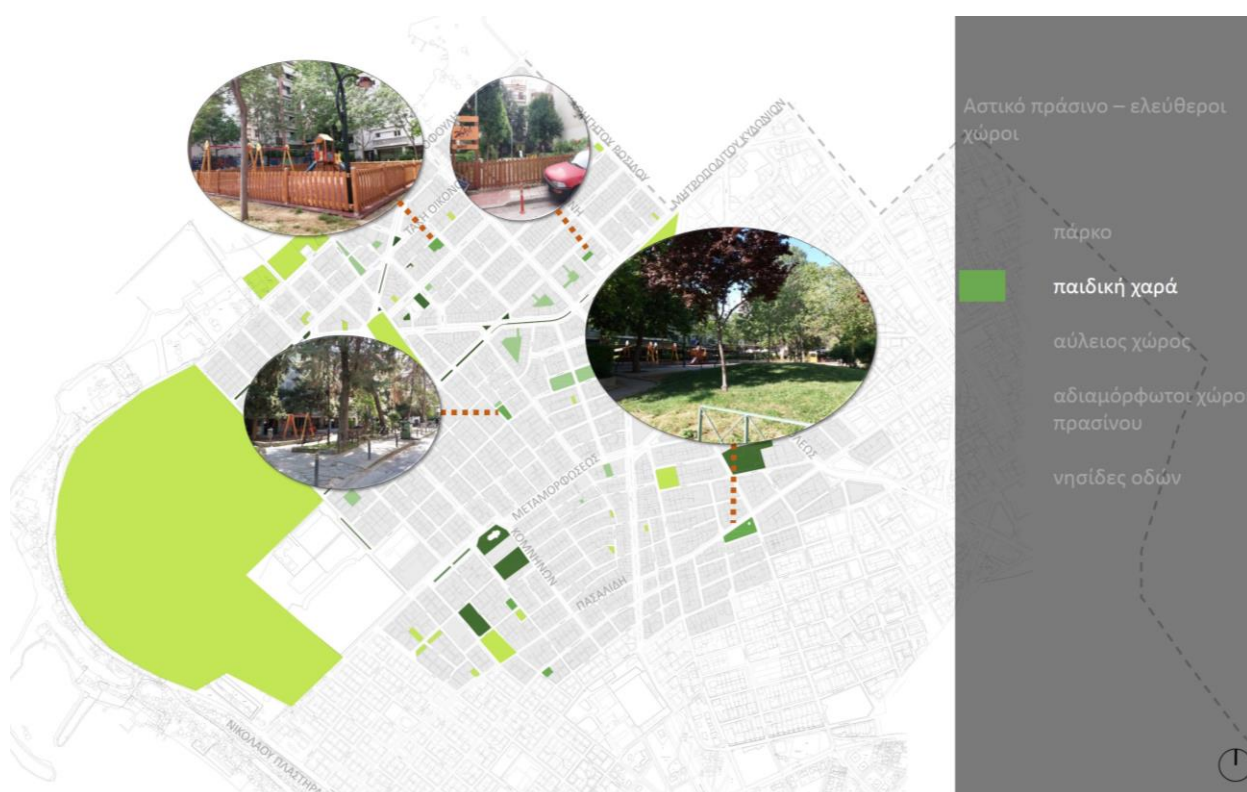 ΜΗΤΡΟΠΟΛΙΤΟΥ ΚΥΔΩΝΙΩΝ
ΜΕΤΑΜΟΡΦΩΣΕΩΣ
ΚΟΜΝΗΝΩΝ
ΠΑΣΑΛΙΔΗ
ΝΙΚΟΛΑΟΥ ΠΛΑΣΤΗΡΑ
Αστικό πράσινο – ελεύθεροι
χώροι
πάρκο
παιδική χαρά
αύλειος χώρος
αδιαμόρφωτοι χώρο
πρασίνου
νησίδες οδών